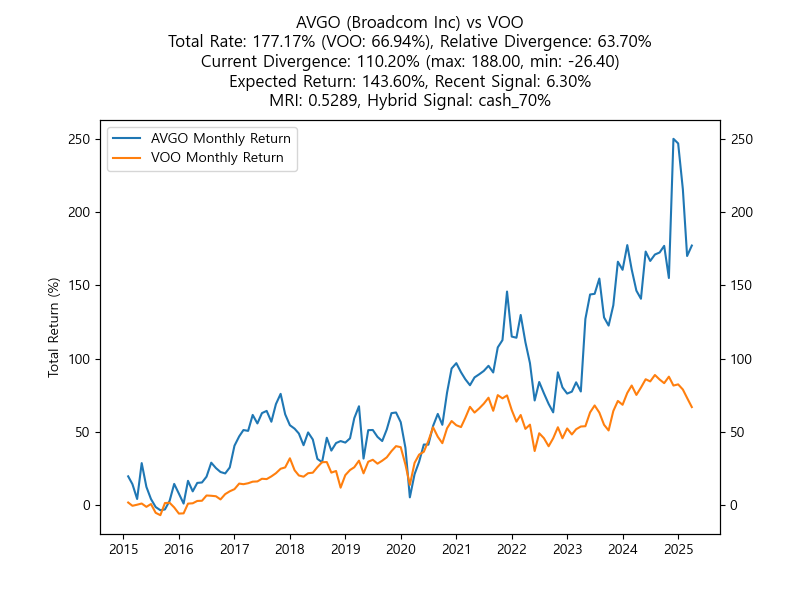 AVGO (Broadcom Inc) vs VOO
Total Rate: 177.17% (VOO: 66.94%), Relative Divergence: 63.70%
Current Divergence: 110.20% (max: 188.00, min: -26.40)
Expected Return: 143.60%, Recent Signal: 6.30%
MRI: 0.5289, Hybrid Signal: cash_70%
AVGO Monthly Return
VOO Monthly Return
Total Return (%)
250
200
150
100
50
0
250
200
150
100
50
0
2015 2016 2017 2018 2019 2020 2021 2022 2023 2024 2025